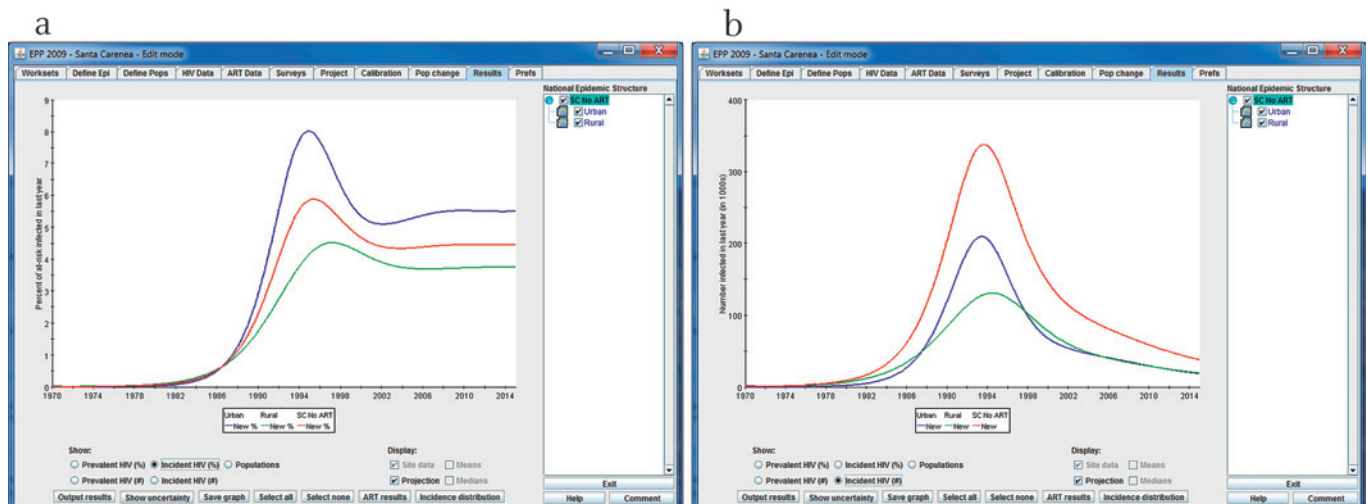 a
EPP 2009 - Santa Carenea - Edit mode
Worksets Define Epi Define Pops HIV Data ART Data Surveys Project Calibration Pop change Results Prefs
National Epidemic Structure
SC No ART
Urban
Rural
Percent of at-risk infected in last year
9
8
7
6
5
4
3
2
1
0
1970 1974 1978 1982 1986 1990 1994 1998 2002 2006 2010 2014
Urban Rural SC No ART
New % New % New %
Show:
Prevalent HIV (%) Incident HIV (%) Populations
Prevalent HIV (#) Incident HIV (#)
Display:
Site data Means
Projection Medians
Output results Show uncertainty Save graph Select all Select none ART results Incidence distribution
Exit
Help Comment
b
EPP 2009 - Santa Carenea - Edit mode
Worksets Define Epi Define Pops HIV Data ART Data Surveys Project Calibration Pop change Results Prefs
National Epidemic Structure
SC No ART
Urban
Rural
Number infected in last year (in 1000s)
400
300
200
100
0
1970 1974 1978 1982 1986 1990 1994 1998 2002 2006 2010 2014
Urban Rural SC No ART
New New New
Show:
Prevalent HIV (%) Incident HIV (%) Populations
Prevalent HIV (#) Incident HIV (#)
Display:
Site data Means
Projection Medians
Output results Show uncertainty Save graph Select all Select none ART results Incidence distribution
Exit
Help Comment